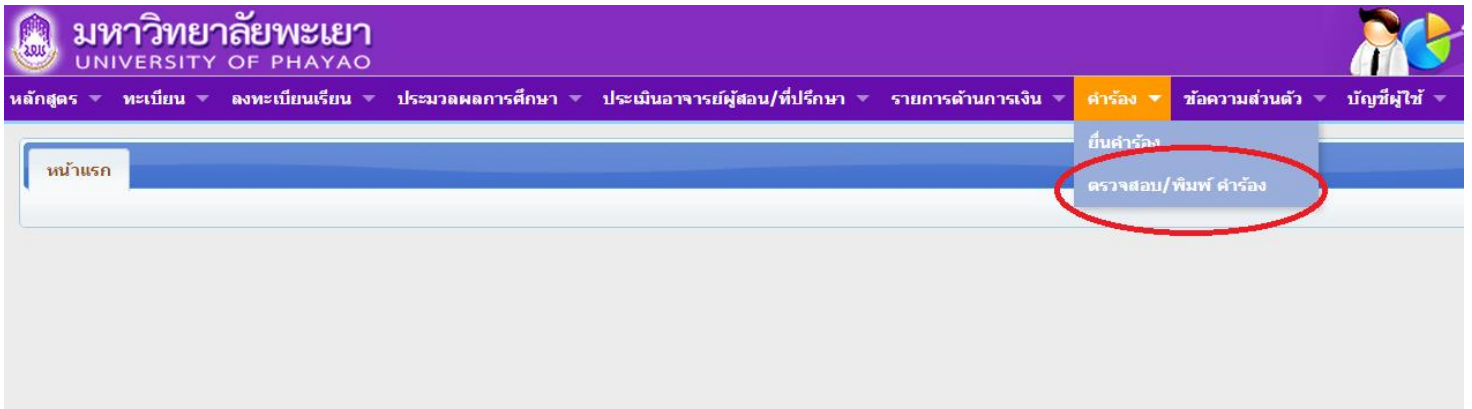 มหาวิทยาลัยพะเยา
UNIVERSITY OF PHAYAO
หลักสูตร ทะเบียน ลงทะเบียนเรียน ประมวลผลการศึกษา ประเมินอาจารย์ผู้สอน/ที่ปรึกษา รายการด้านการเงิน คำร้อง ข้อความส่วนตัว บัญชีผู้ใช้
ยื่นคำร้อง
หน้าแรก
ตรวจสอบ/พิมพ์ คำร้อง